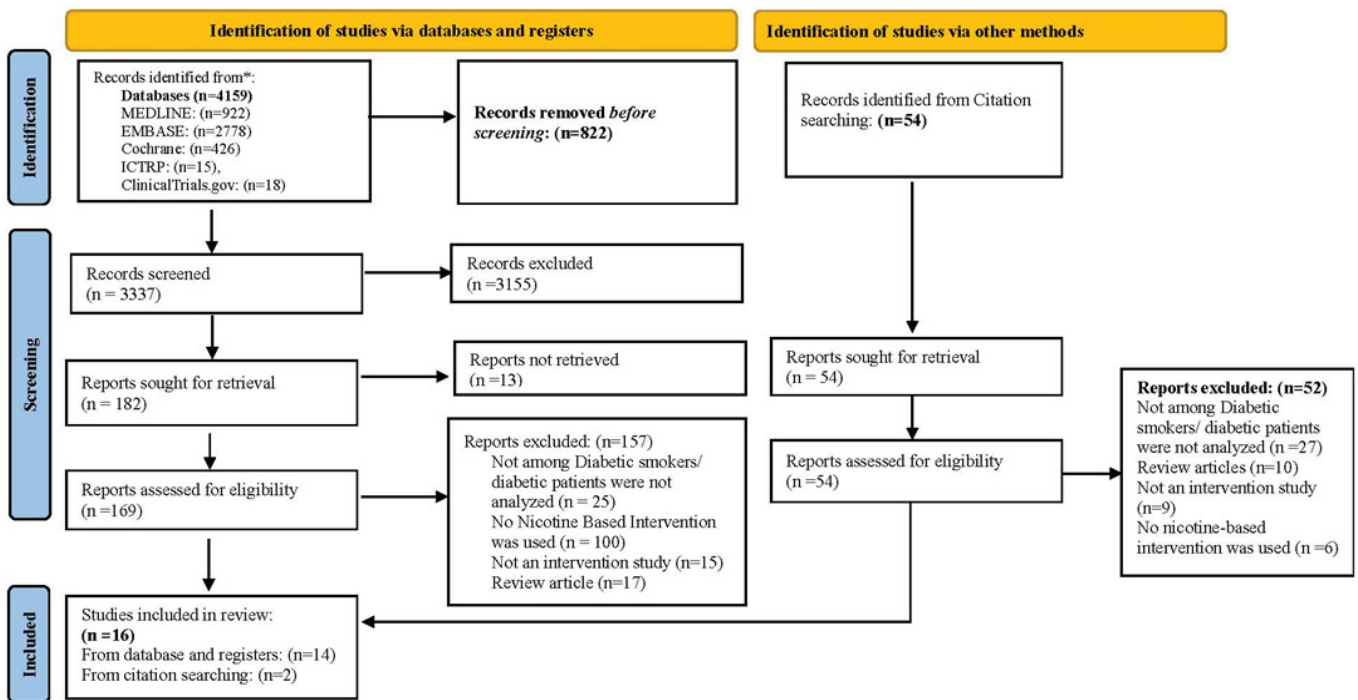 Identification of studies via databases and registers
Identification of studies via other methods
Identification
Records identified from*:
Databases (n=4159)
MEDLINE: (n=922)
EMBASE: (n=2778)
Cochrane: (n=426)
ICTRP: (n=15),
ClinicalTrials.gov: (n=18)
Records removed before
screening: (n=822)
Records identified from Citation
searching: (n=54)
Screening
Records screened
(n = 3337)
Records excluded
(n =3155)
Reports sought for retrieval
(n = 182)
Reports not retrieved
(n =13)
Reports sought for retrieval
(n = 54)
Reports assessed for eligibility
(n =169)
Reports excluded: (n=157)
Not among Diabetic smokers/
diabetic patients were not
analyzed (n = 25)
No Nicotine Based Intervention
was used (n = 100)
Not an intervention study (n=15)
Review article (n=17)
Reports assessed for eligibility
(n =54)
Reports excluded: (n=52)
Not among Diabetic
smokers/ diabetic patients
were not analyzed (n =27)
Review articles (n=10)
Not an intervention study
(n=9)
No nicotine-based
intervention was used (n =6)
Included
Studies included in review:
(n =16)
From database and registers: (n=14)
From citation searching: (n=2)